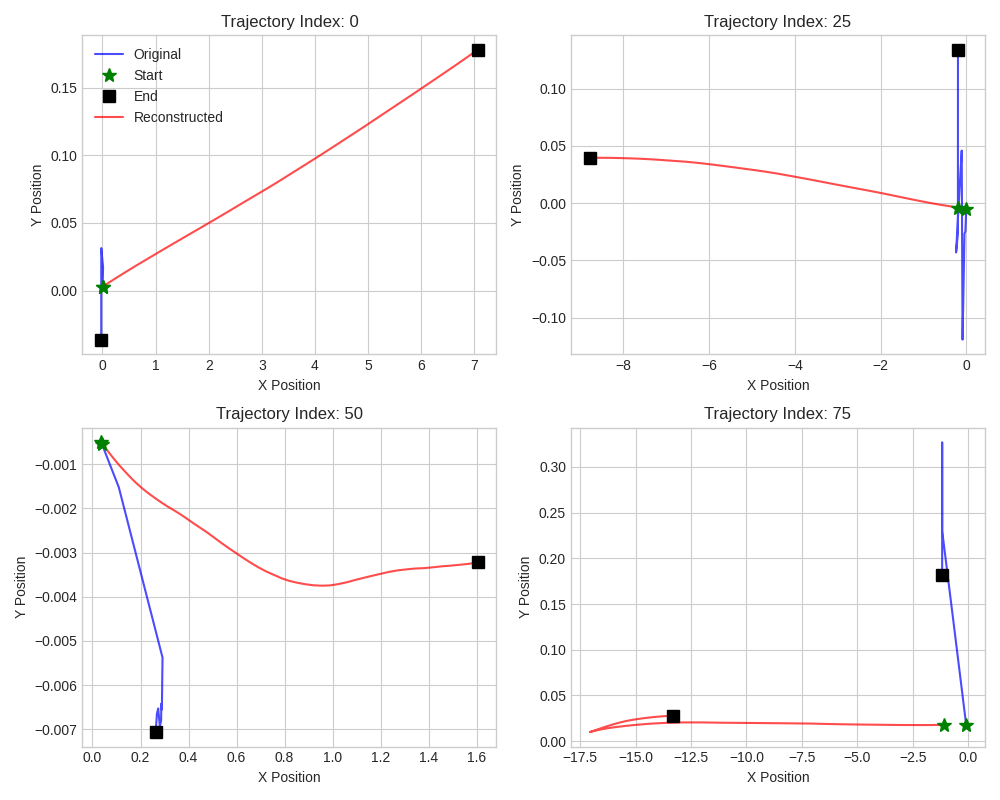 Trajectory Index: 0
Original
Start
End
Reconstructed
0.15
0.10
0.05
0.00
Y Position
0 1 2 3 4 5 6 7
X Position
Trajectory Index: 25
0.10
0.05
0.00
−0.05
−0.10
Y Position
−8 −6 −4 −2 0
X Position
Trajectory Index: 50
−0.001
−0.002
−0.003
−0.004
−0.005
−0.006
−0.007
Y Position
0.0 0.2 0.4 0.6 0.8 1.0 1.2 1.4 1.6
X Position
Trajectory Index: 75
0.30
0.25
0.20
0.15
0.10
0.05
0.00
Y Position
−17.5 −15.0 −12.5 −10.0 −7.5 −5.0 −2.5 0.0
X Position